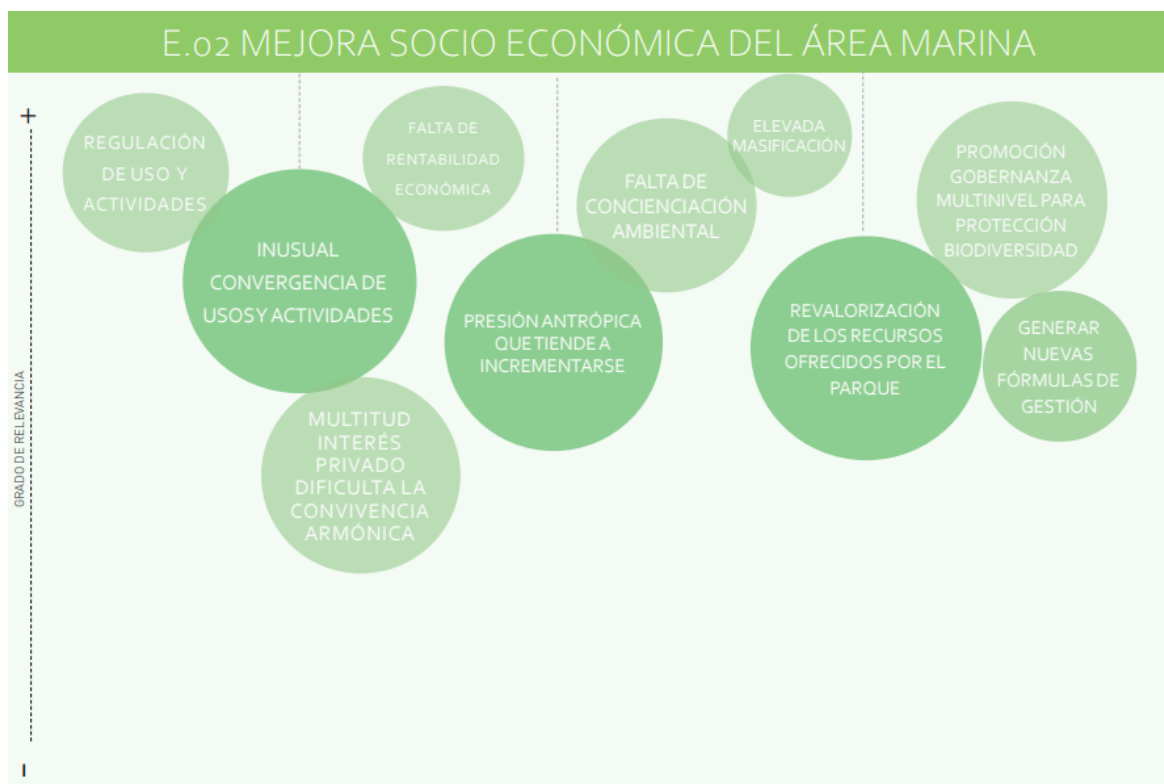 E.02 MEJORA SOCIO ECONÓMICA DEL ÁREA MARINA
+
GRADO DE RELEVANCIA
–
REGULACIÓN
DE USO Y
ACTIVIDADES
INUSUAL
CONVERGENCIA DE
USOS Y ACTIVIDADES
FALTA DE
RENTABILIDAD
ECONÓMICA
MULTITUD
INTERÉS
PRIVADO
DIFICULTA LA
CONVIVENCIA
ARMÓNICA
PRESIÓN ANTRÓPICA
QUE TIENDE A
INCREMENTARSE
FALTA DE
CONCIENCIACIÓN
AMBIENTAL
ELEVADA
MASIFICACIÓN
REVALORIZACIÓN
DE LOS RECURSOS
OFRECIDOS POR EL
PARQUE
PROMOCIÓN
GOBERNANZA
MULTINIVEL PARA
PROTECCIÓN
BIODIVERSIDAD
GENERAR
NUEVAS
FÓRMULAS DE
GESTIÓN